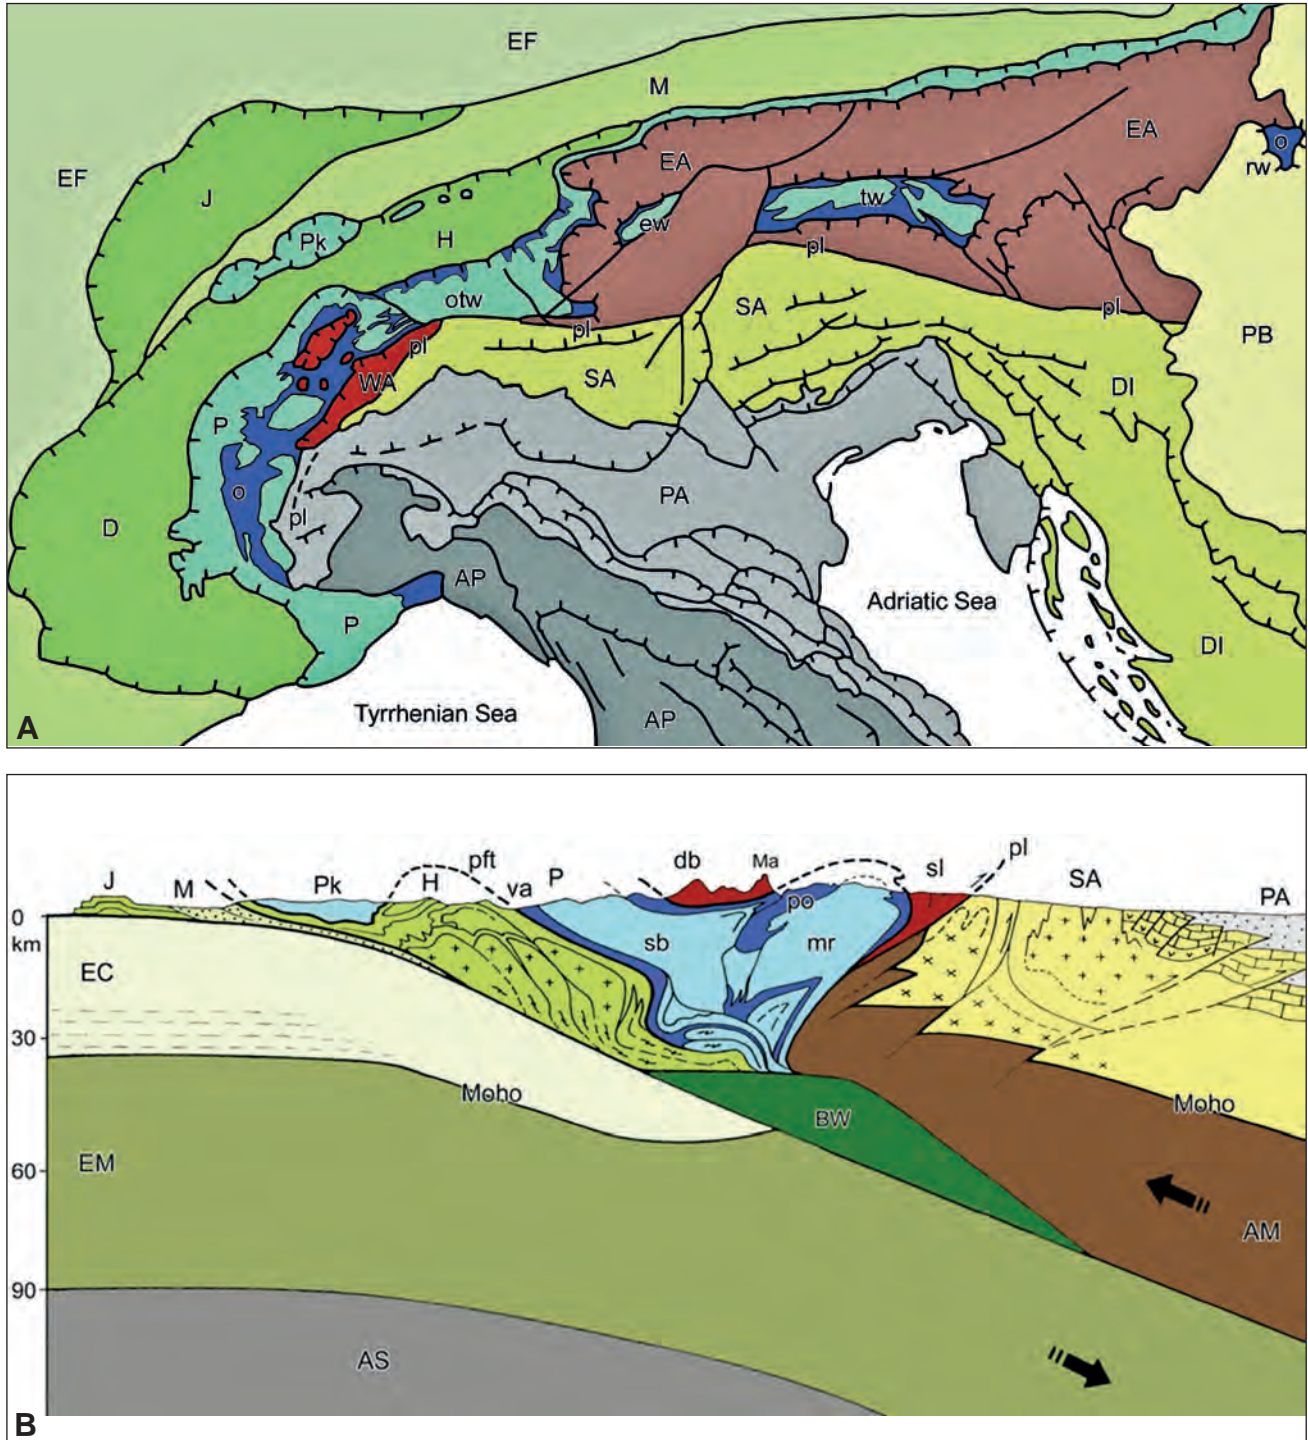 EF
M
EF
J
EA
EA
o
rw
Pk
H
ew
tw
pl
otw
pl
SA
pl
PB
pl
WA
SA
DI
P
o
PA
pl
D
AP
Adriatic Sea
P
DI
Tyrrhenian Sea
AP
A
J
M
Pk
H
pft
va
P
db
Ma
sl
pl
SA
PA
0
km
po
sb
mr
EC
30
Moho
Moho
BW
EM
60
AM
90
AS
B